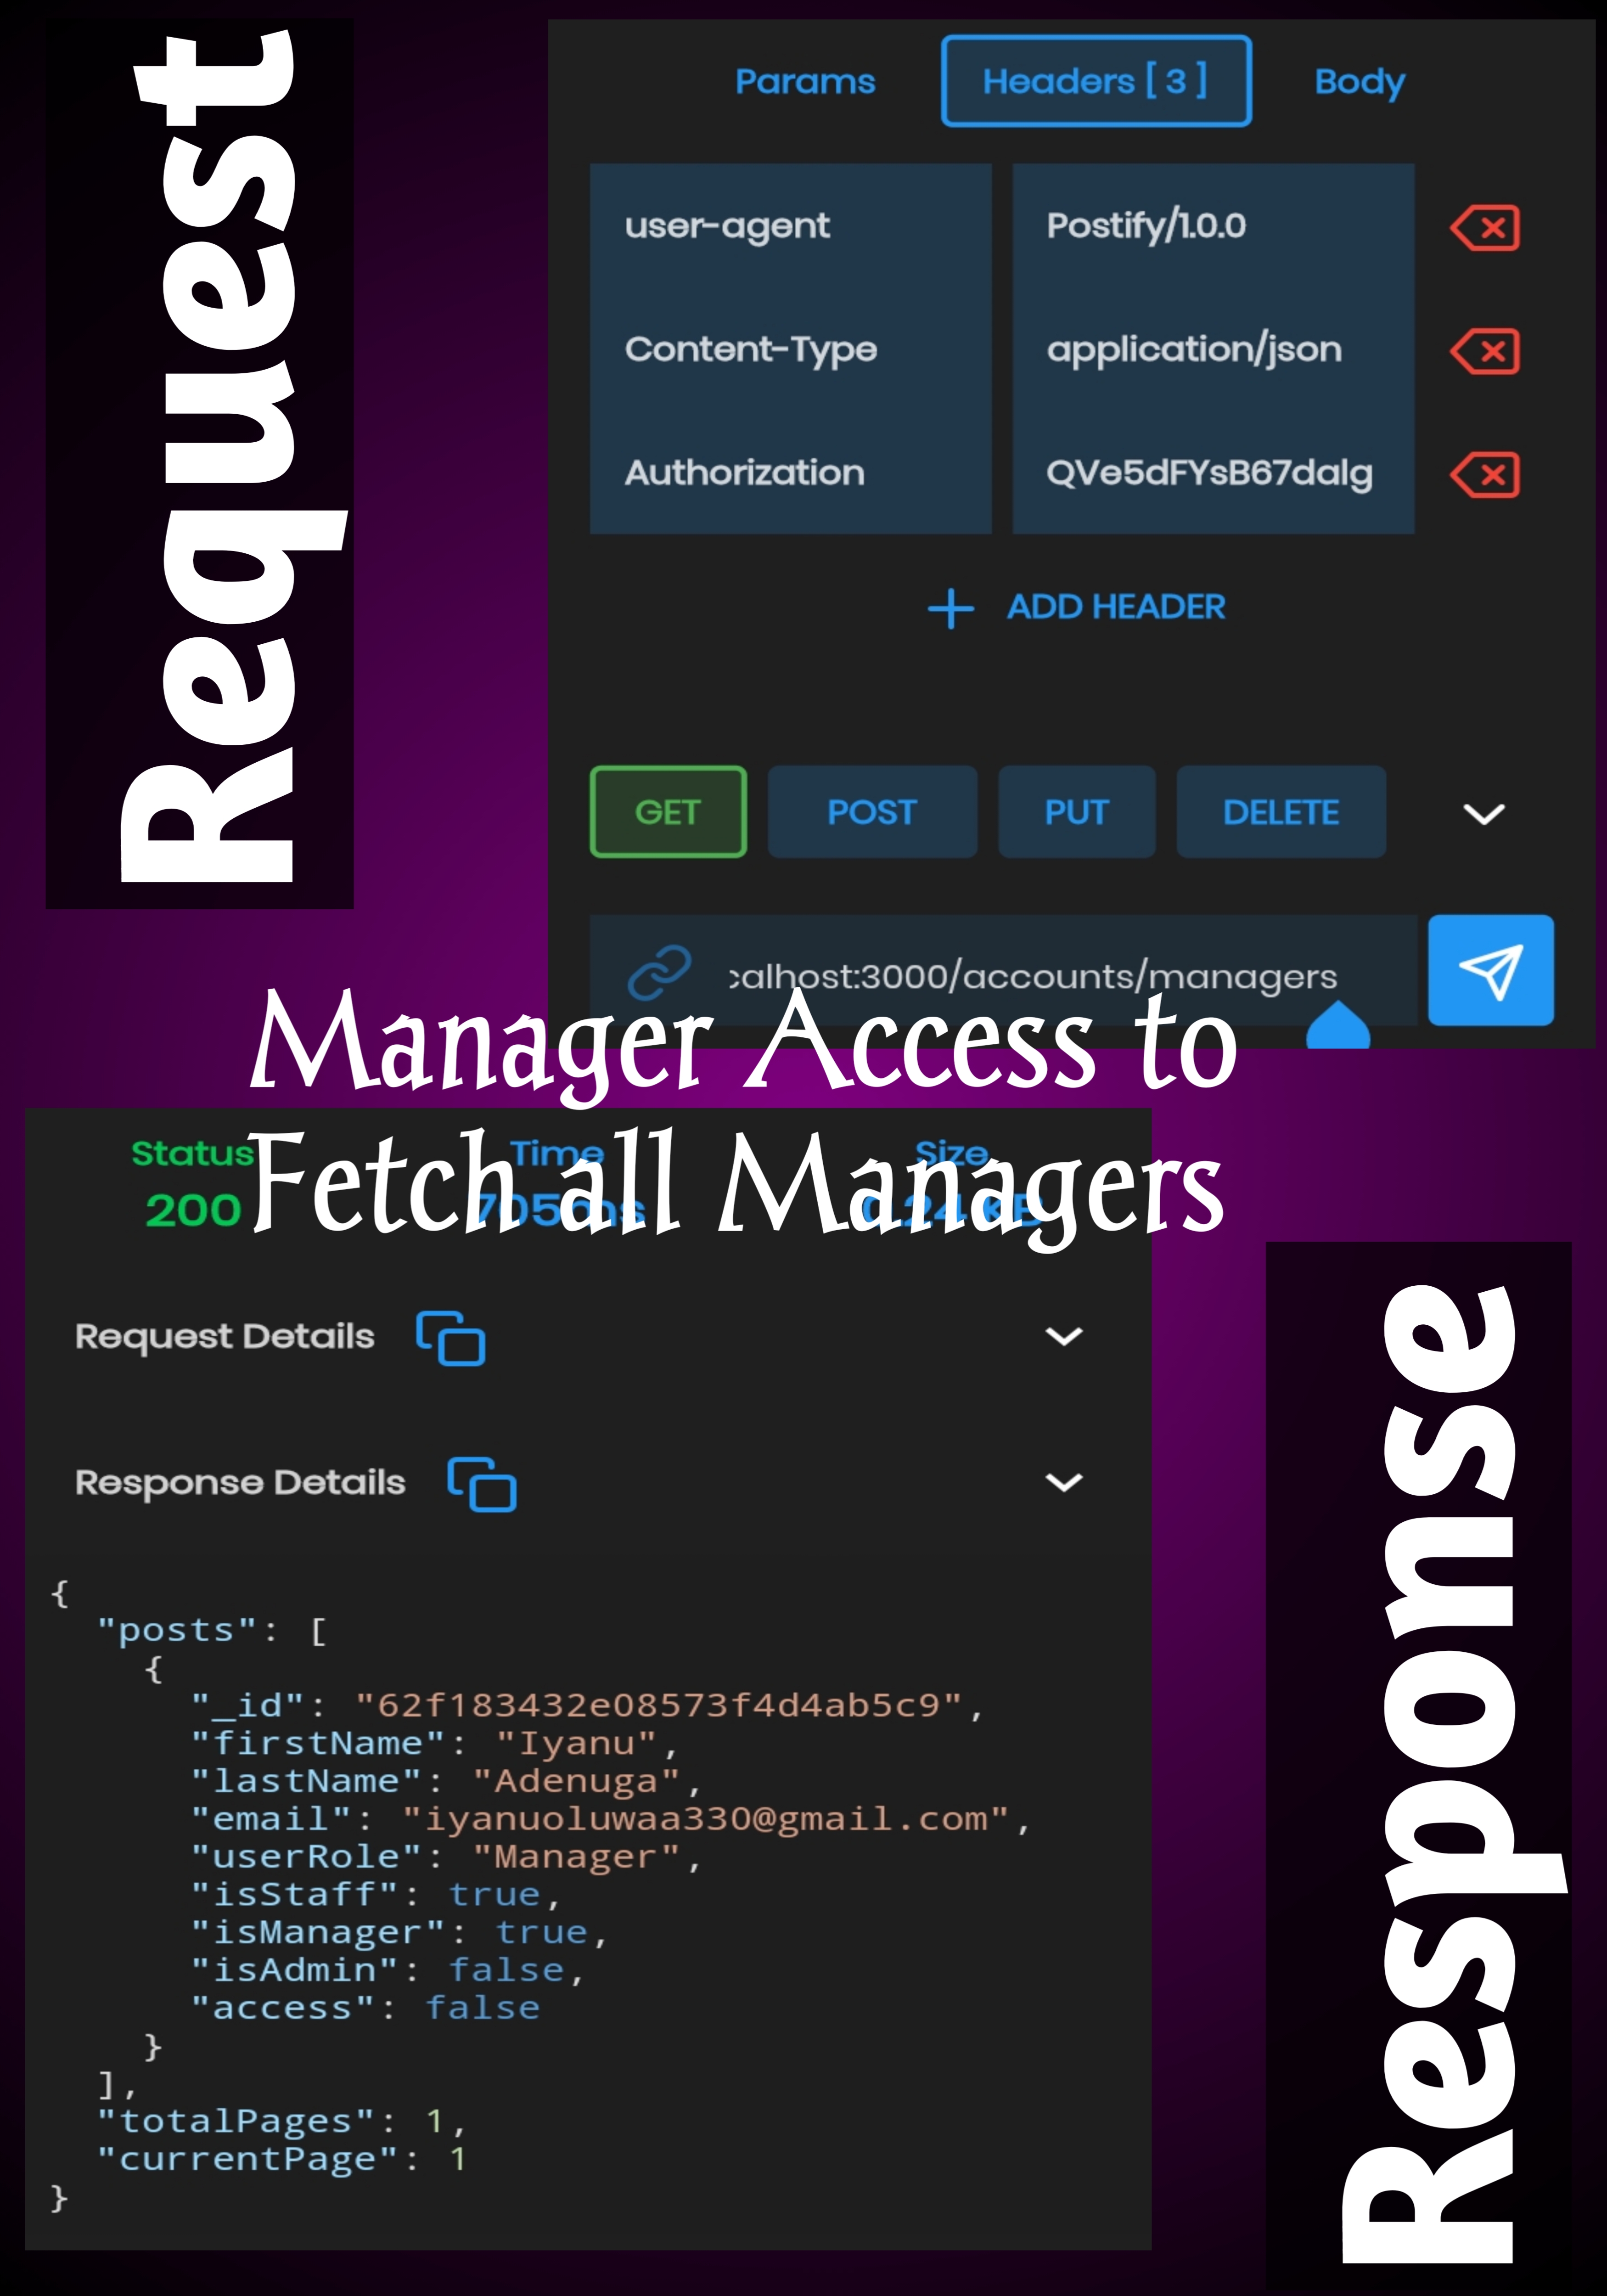 Request
Params Headers [ 3 ] Body
user-agent Postify/1.0.0
Content-Type application/json
Authorization QVe5dFYsB67dalg
ADD HEADER
GET POST PUT DELETE
calhost:3000/accounts/managers
Manager Access to
Fetch all Managers
Status Time Size
200 705ms
Request Details
Response Details
{
"posts": [
{
"_id": "62f183432e08573f4d4ab5c9",
"firstName": "Iyanu",
"lastName": "Adenuga",
"email": "iyanuoluwaa330@gmail.com",
"userRole": "Manager",
"isStaff": true,
"isManager": true,
"isAdmin": false,
"access": false
}
],
"totalPages": 1,
"currentPage": 1
}
Response